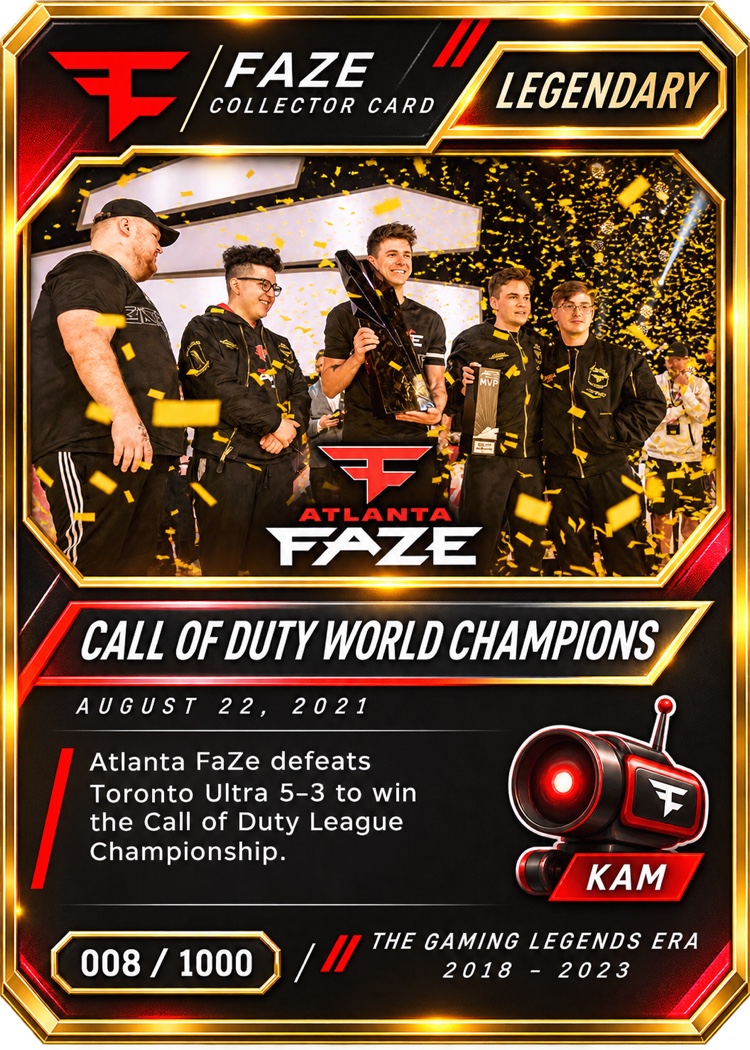 FAZE
COLLECTOR CARD
LEGENDARY
MVP
ATLANTA
FAZE
CALL OF DUTY WORLD CHAMPIONS
AUGUST 22, 2021
Atlanta FaZe defeats
Toronto Ultra 5–3 to win
the Call of Duty League
Championship.
KAM
008 / 1000
THE GAMING LEGENDS ERA
2018 – 2023